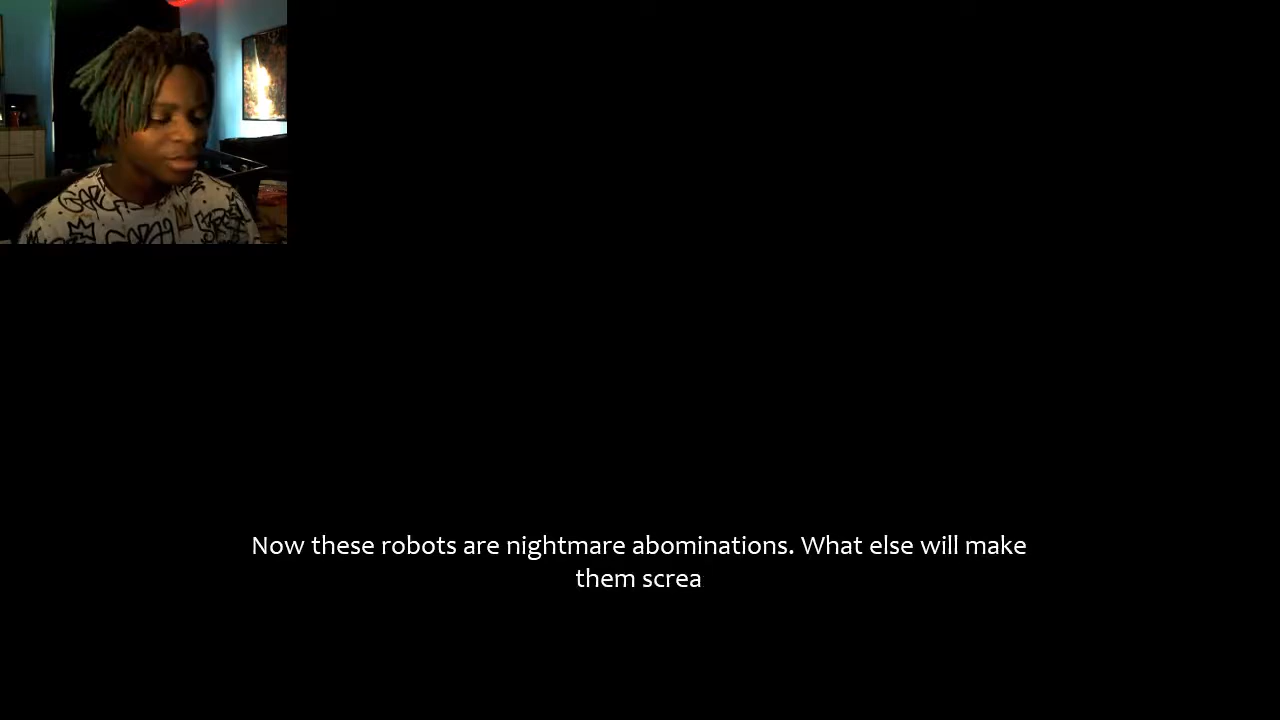 Now these robots are nightmare abominations. What else will make
them screa